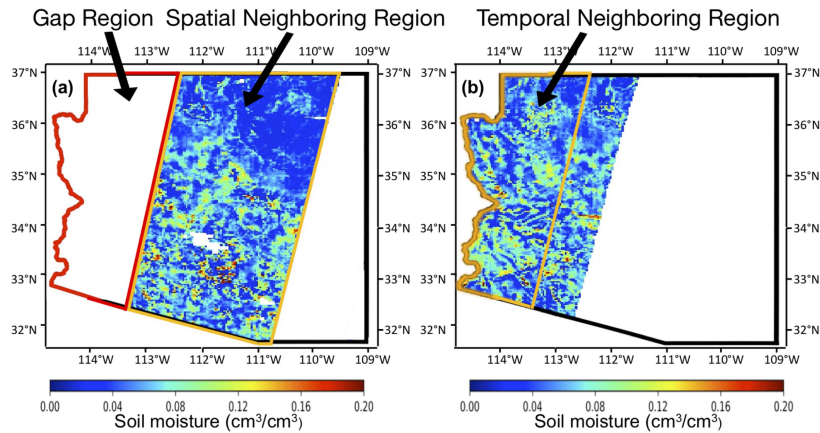 Gap Region Spatial Neighboring Region Temporal Neighboring Region
114°W 113°W 112°W 111°W 110°W 109°W 114°W 113°W 112°W 111°W 110°W 109°W
37°N (a) 37°N 37°N (b) 37°N
36°N 36°N 36°N 36°N
35°N 35°N 35°N 35°N
34°N 34°N 34°N 34°N
33°N 33°N 33°N 33°N
32°N 32°N 32°N 32°N
114°W 113°W 112°W 111°W 110°W 109°W 114°W 113°W 112°W 111°W 110°W 109°W
0.00 0.04 0.08 0.12 0.16 0.20 0.00 0.04 0.08 0.12 0.16 0.20
Soil moisture (cm³/cm³) Soil moisture (cm³/cm³)